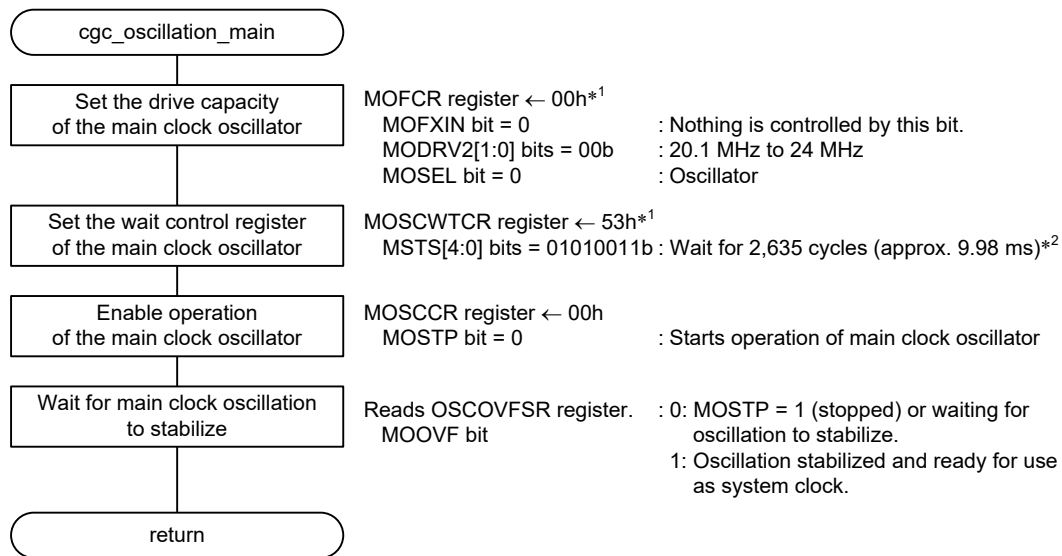 cgc_oscillation_main
Set the drive capacity
of the main clock oscillator
MOFCR register ← 00h*1
MOFXIN bit = 0 : Nothing is controlled by this bit.
MODRV2[1:0] bits = 00b : 20.1 MHz to 24 MHz
MOSEL bit = 0 : Oscillator
Set the wait control register
of the main clock oscillator
MOSCWTCR register ← 53h*1
MSTS[4:0] bits = 01010011b : Wait for 2,635 cycles (approx. 9.98 ms)*2
Enable operation
of the main clock oscillator
MOSCCR register ← 00h
MOSTP bit = 0 : Starts operation of main clock oscillator
Wait for main clock oscillation
to stabilize
Reads OSCOVFSR register. : 0: MOSTP = 1 (stopped) or waiting for
MOOVF bit oscillation to stabilize.
1: Oscillation stabilized and ready for use
as system clock.
return